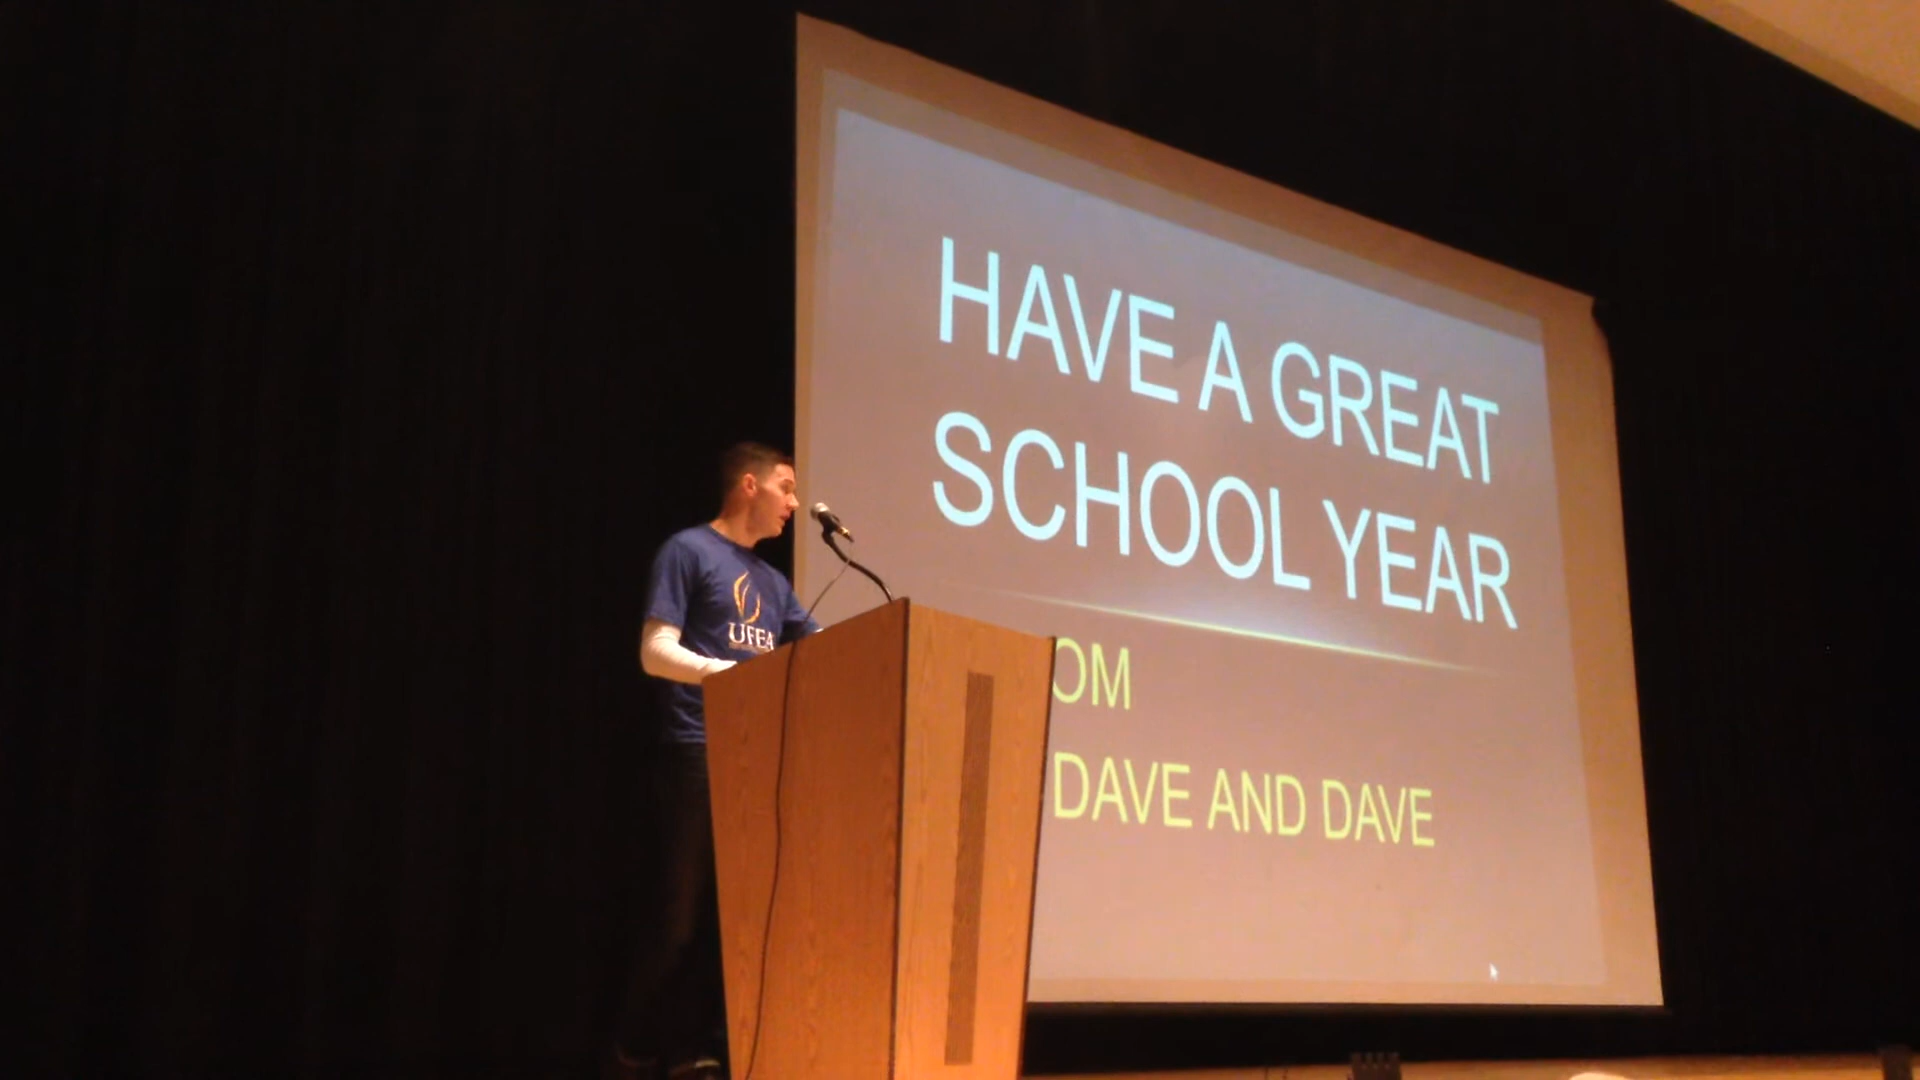 HAVE A GREAT
SCHOOL YEAR
OM
DAVE AND DAVE
UFEA